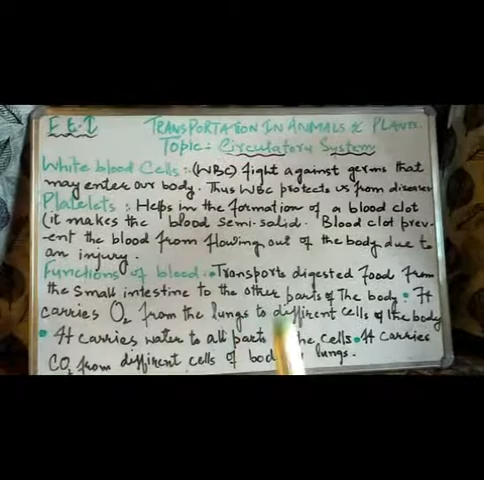 E.E.I TRANSPORTATION IN ANIMALS & PLANTS.
Topic: Circulatora System
White blood Cells :- (WBC) fight against germs that
may enter our body. Thus WBC protects us from diseases
Platelets : Helps in the formation of a blood clot
(it makes the blood semi-solid. Blood clot prev-
ent the blood from flowing out of the body due to
an injury.
Functions of blood • Transports digested food from
the small intestine to the other parts of The body • It
carries O₂ from the lungs to diffirent cells of the body
• It carries water to all parts the cells • It carries
CO₂ from diffirent cells of body lungs.